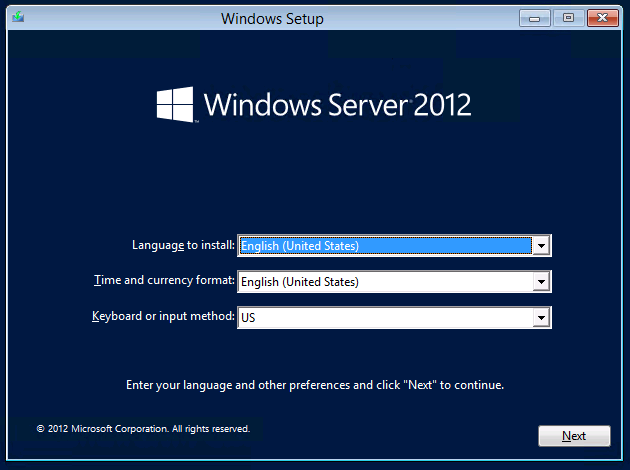 Windows Setup
Windows Server 2012
Language to install: English (United States)
Time and currency format: English (United States)
Keyboard or input method: US
Enter your language and other preferences and click "Next" to continue.
© 2012 Microsoft Corporation. All rights reserved.
Next